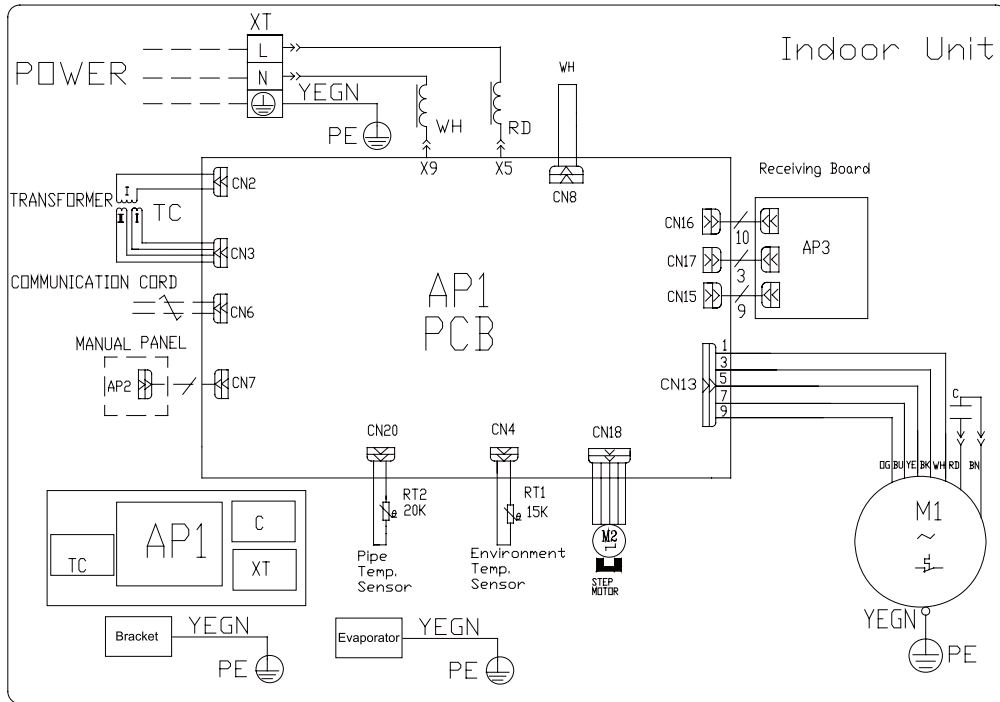 Indoor Unit
XT
POWER
L
N
YEGN
PE
WH
RD
WH
X9
X5
CN8
Receiving Board
TRANSFORMER
I
II
I
TC
CN2
CN3
CN16
10
AP3
CN17
3
CN15
9
COMMUNICATION CORD
CN6
AP1
PCB
MANUAL PANEL
AP2
CN7
CN13
1
3
5
7
9
C
CN20
CN4
CN18
OG BU YE BK WH RD BN
RT2
20K
RT1
15K
M1
~
M2
Pipe
Temp.
Sensor
Environment
Temp.
Sensor
STEP
MOTOR
TC
AP1
C
XT
YEGN
PE
Bracket
YEGN
PE
Evaporator
YEGN
PE